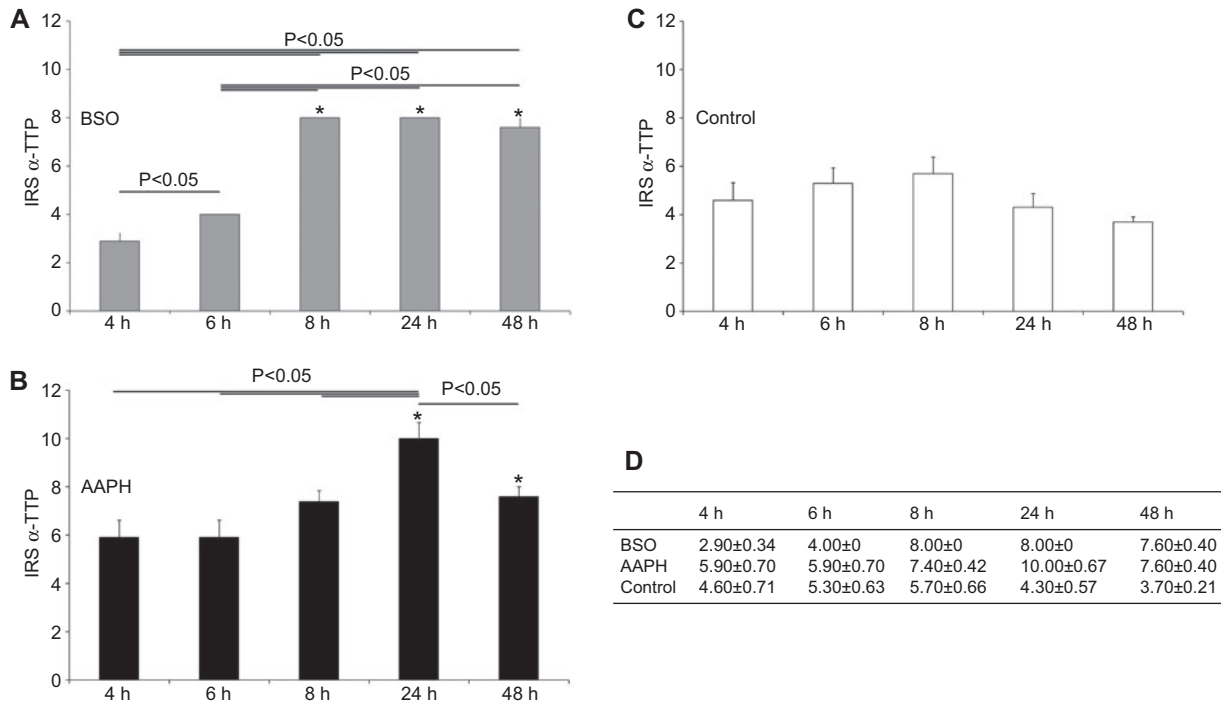 A
12
P<0.05
10
P<0.05
* * *
8
BSO
IRS α-TTP
6
P<0.05
4
2
0
4 h 6 h 8 h 24 h 48 h
B
P<0.05
12
P<0.05
*
10
*
AAPH
8
IRS α-TTP
6
4
2
0
4 h 6 h 8 h 24 h 48 h
C
12
10
8
Control
IRS α-TTP
6
4
2
0
4 h 6 h 8 h 24 h 48 h
D
4 h 6 h 8 h 24 h 48 h
BSO 2.90±0.34 4.00±0 8.00±0 8.00±0 7.60±0.40
AAPH 5.90±0.70 5.90±0.70 7.40±0.42 10.00±0.67 7.60±0.40
Control 4.60±0.71 5.30±0.63 5.70±0.66 4.30±0.57 3.70±0.21